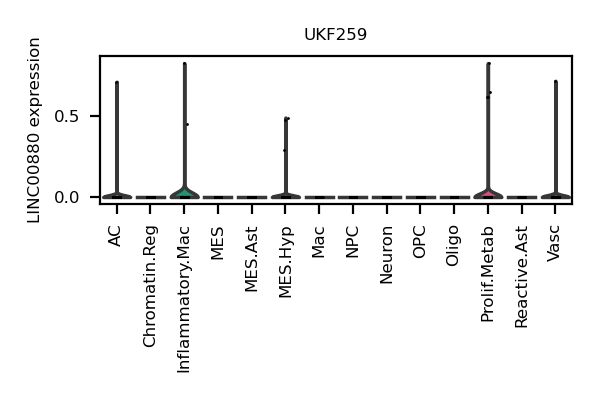 UKF259
LINC00880 expression
0.5
0.0
AC
Chromatin.Reg
Inflammatory.Mac
MES
MES.Ast
MES.Hyp
Mac
NPC
Neuron
OPC
Oligo
Prolif.Metab
Reactive.Ast
Vasc